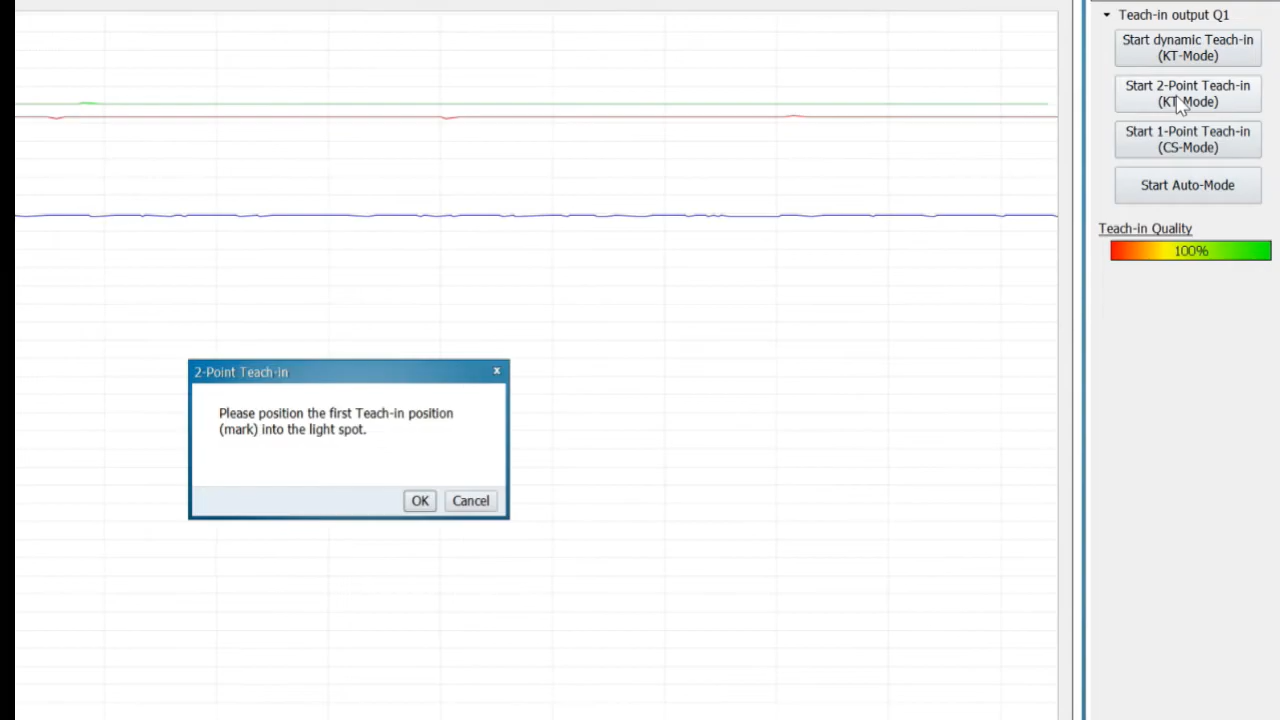 Teach-in output Q1
Start dynamic Teach-in
(KT-Mode)
Start 2-Point Teach-in
(KT-Mode)
Start 1-Point Teach-in
(CS-Mode)
Start Auto-Mode
Teach-in Quality
100%
2-Point Teach-in
x
Please position the first Teach-in position
(mark) into the light spot.
OK
Cancel